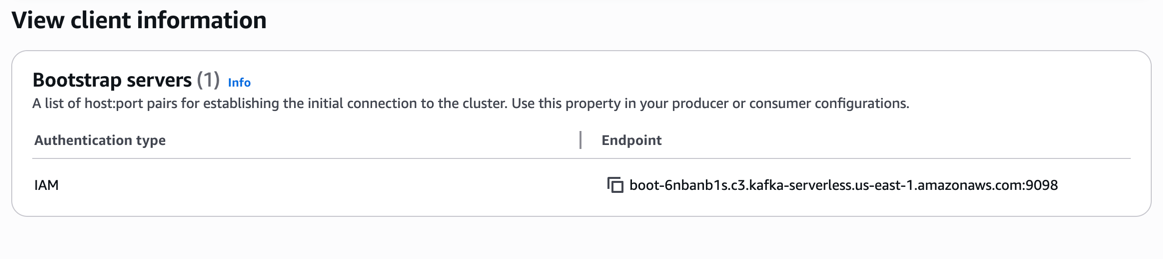 View client information
Bootstrap servers (1) Info
A list of host:port pairs for establishing the initial connection to the cluster. Use this property in your producer or consumer configurations.
Authentication type Endpoint
IAM boot-6nbanb1s.c3.kafka-serverless.us-east-1.amazonaws.com:9098